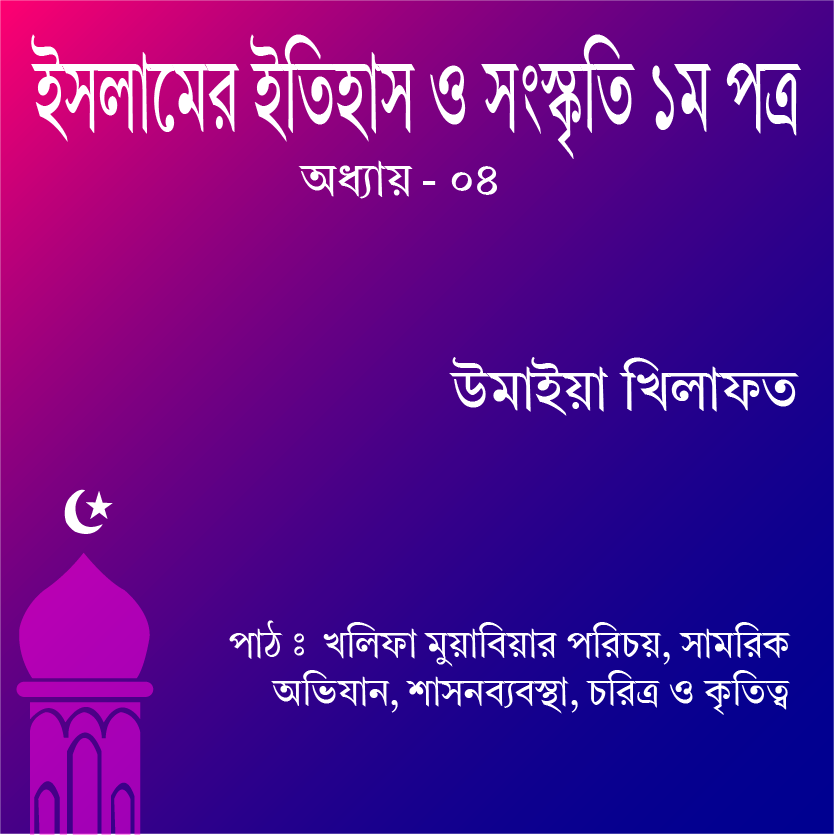 ইসলামের ইতিহাস ও সংস্কৃতি ১ম পত্র
অধ্যায় - ০৪
উমাইয়া খিলাফত
পাঠ ঃ খলিফা মুয়াবিয়ার পরিচয়, সামরিক
অভিযান, শাসনব্যবস্থা, চরিত্র ও কৃতিত্ব